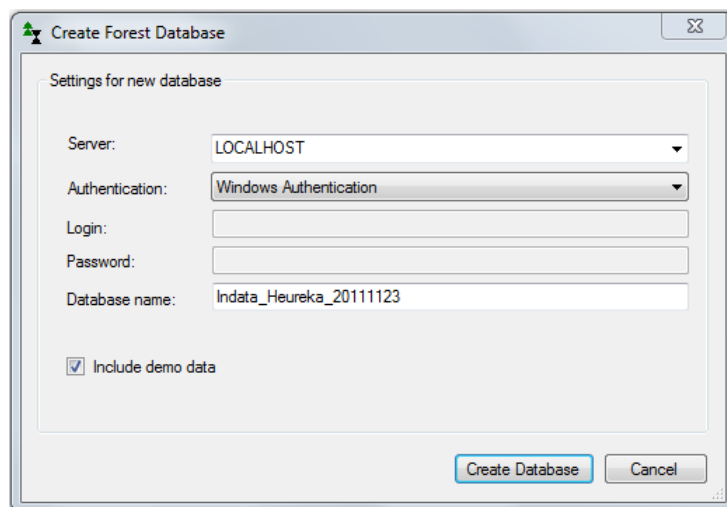 Create Forest Database
Settings for new database
Server: LOCALHOST
Authentication: Windows Authentication
Login:
Password:
Database name: Indata_Heureka_20111123
Include demo data
Create Database Cancel